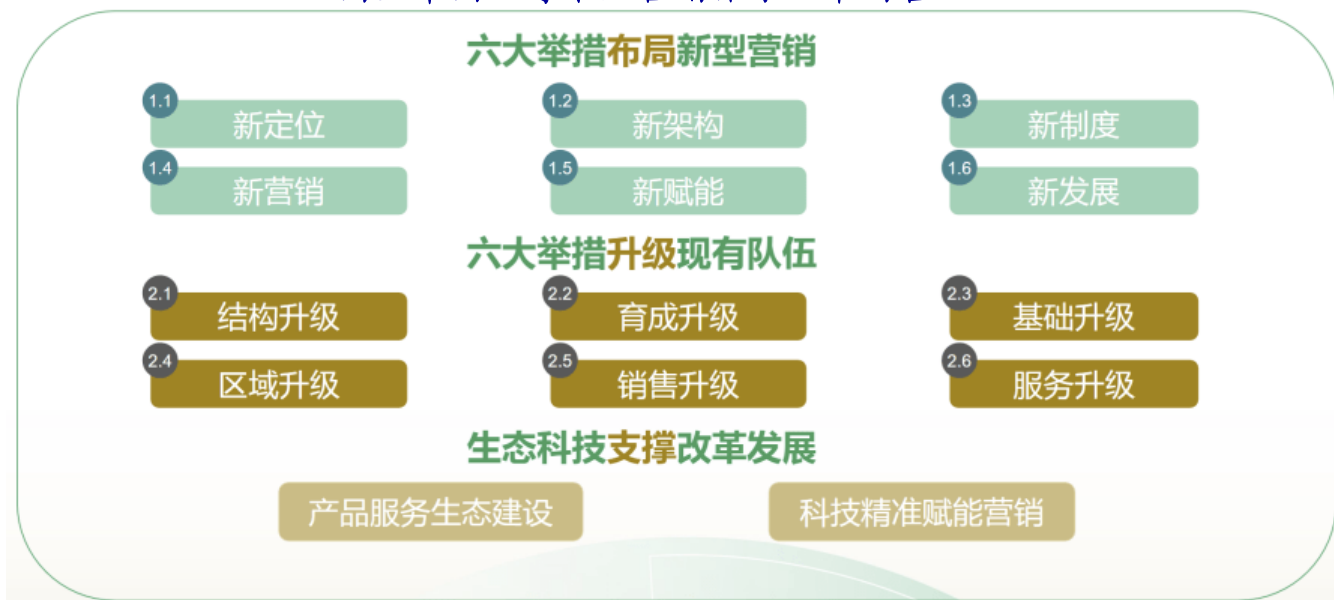 六大举措布局新型营销
1.1 新定位
1.2 新架构
1.3 新制度
1.4 新营销
1.5 新赋能
1.6 新发展
六大举措升级现有队伍
2.1 结构升级
2.2 育成升级
2.3 基础升级
2.4 区域升级
2.5 销售升级
2.6 服务升级
生态科技支撑改革发展
产品服务生态建设
科技精准赋能营销